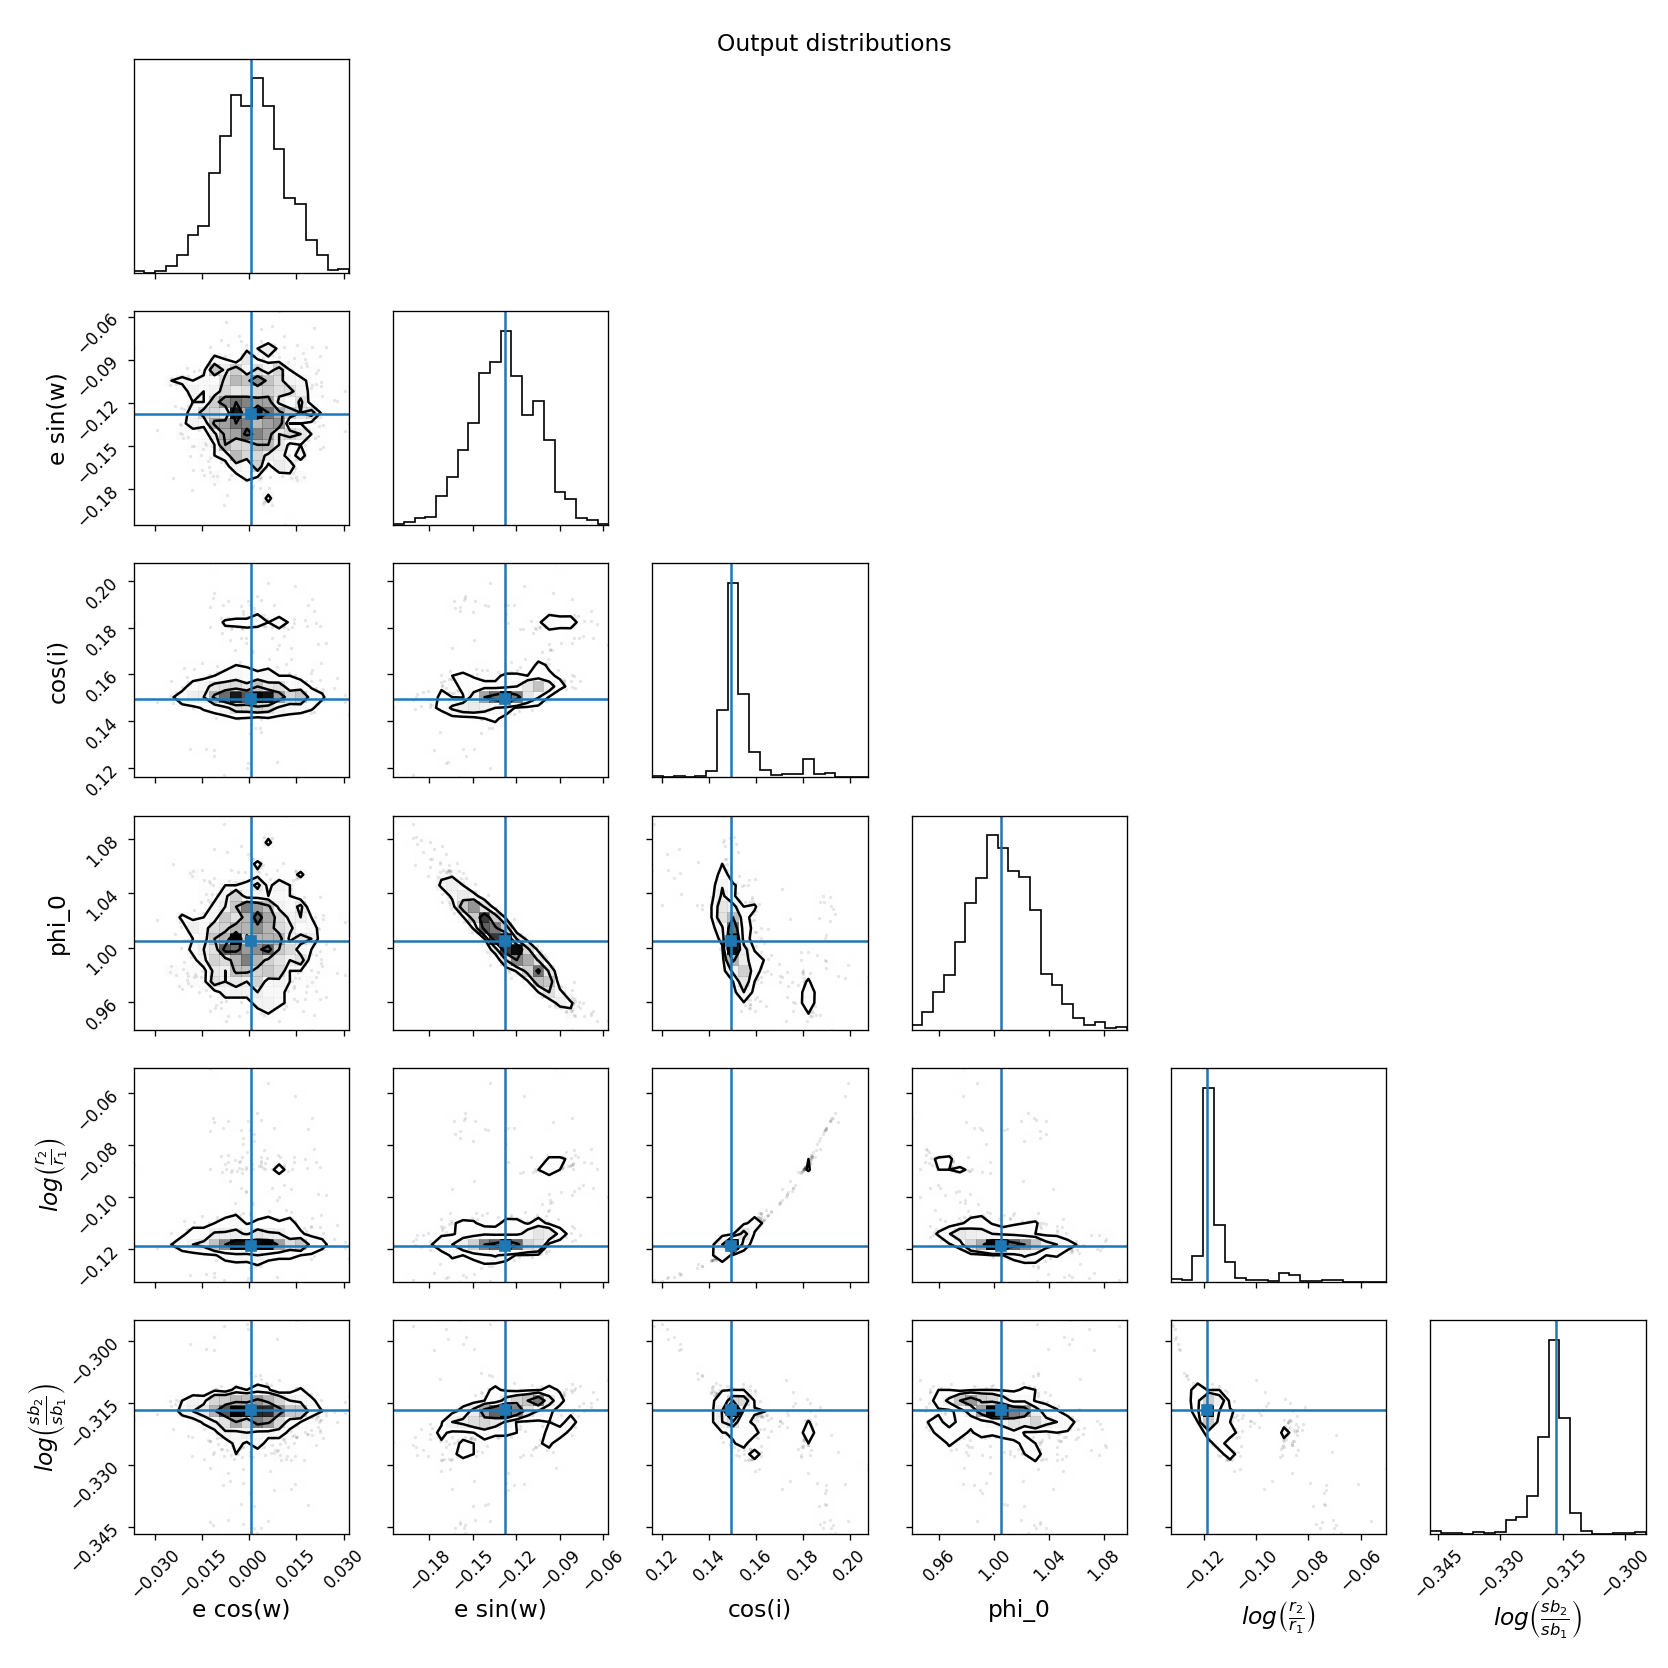 Output distributions
e sin(w)
−0.06
−0.09
−0.12
−0.15
−0.18
cos(i)
0.20
0.18
0.16
0.14
0.12
phi_0
1.08
1.04
1.00
0.96
log(r₂/r₁)
−0.06
−0.08
−0.10
−0.12
log(sb₂/sb₁)
−0.300
−0.315
−0.330
−0.345
−0.030 −0.015 0.000 0.015 0.030
e cos(w)
−0.18 −0.15 −0.12 −0.09 −0.06
e sin(w)
0.12 0.14 0.16 0.18 0.20
cos(i)
0.96 1.00 1.04 1.08
phi_0
−0.12 −0.10 −0.08 −0.06
log(r₂/r₁)
−0.345 −0.330 −0.315 −0.300
log(sb₂/sb₁)